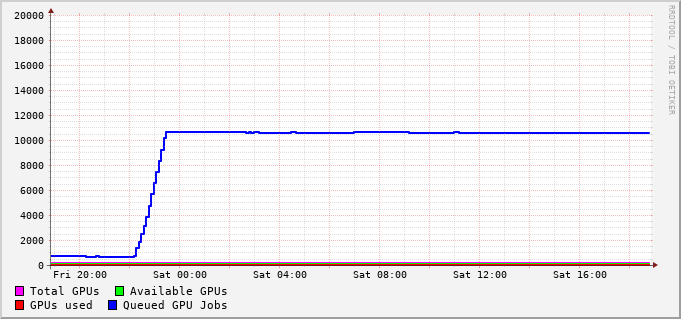 RRDTOOL / TOBI OETIKER
20000
18000
16000
14000
12000
10000
8000
6000
4000
2000
0
Fri 20:00 Sat 00:00 Sat 04:00 Sat 08:00 Sat 12:00 Sat 16:00
Total GPUs Available GPUs
GPUs used Queued GPU Jobs